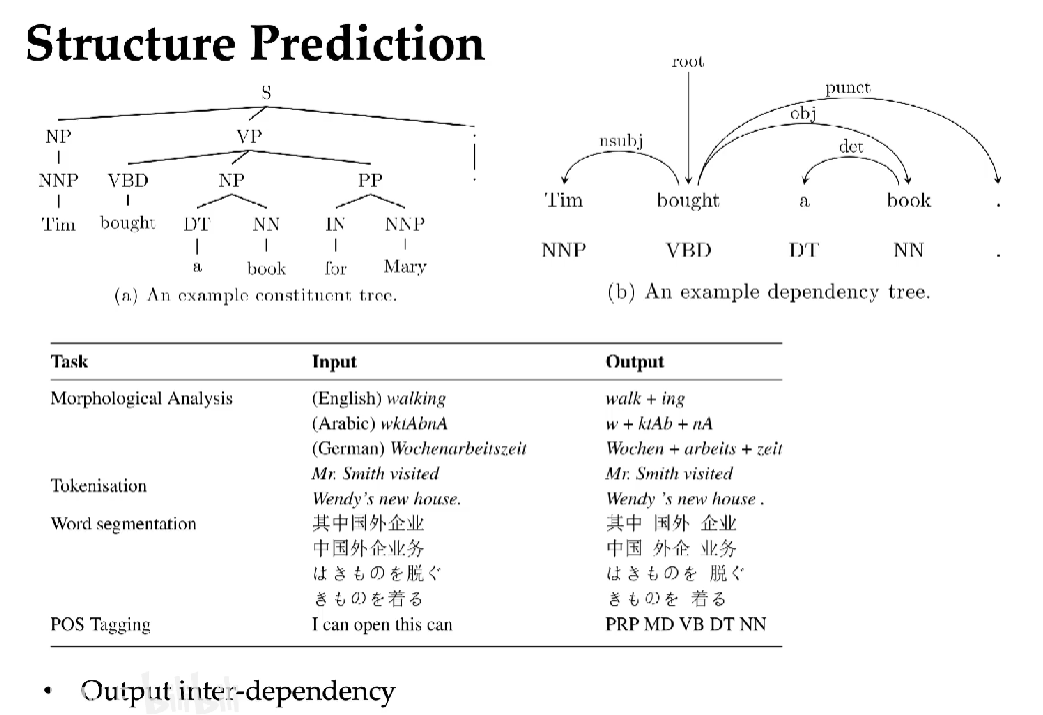 Structure Prediction
S
NP VP .
NNP VBD NP PP .
Tim bought DT NN IN NNP
a book for Mary
(a) An example constituent tree.
root
punct
obj
nsubj det
Tim bought a book .
NNP VBD DT NN .
(b) An example dependency tree.
Task Input Output
Morphological Analysis (English) walking walk + ing
(Arabic) wktAbnA w + ktAb + nA
(German) Wochenarbeitszeit Wochen + arbeits + zeit
Tokenisation Mr. Smith visited Mr. Smith visited
Wendy's new house. Wendy 's new house .
Word segmentation 其中国外企业 其中 国外 企业
中国外企业务 中国 外企 业务
はきものを脱ぐ はきものを 脱ぐ
きものを着る きものを 着る
POS Tagging I can open this can PRP MD VB DT NN
• Output inter-dependency
bilibili